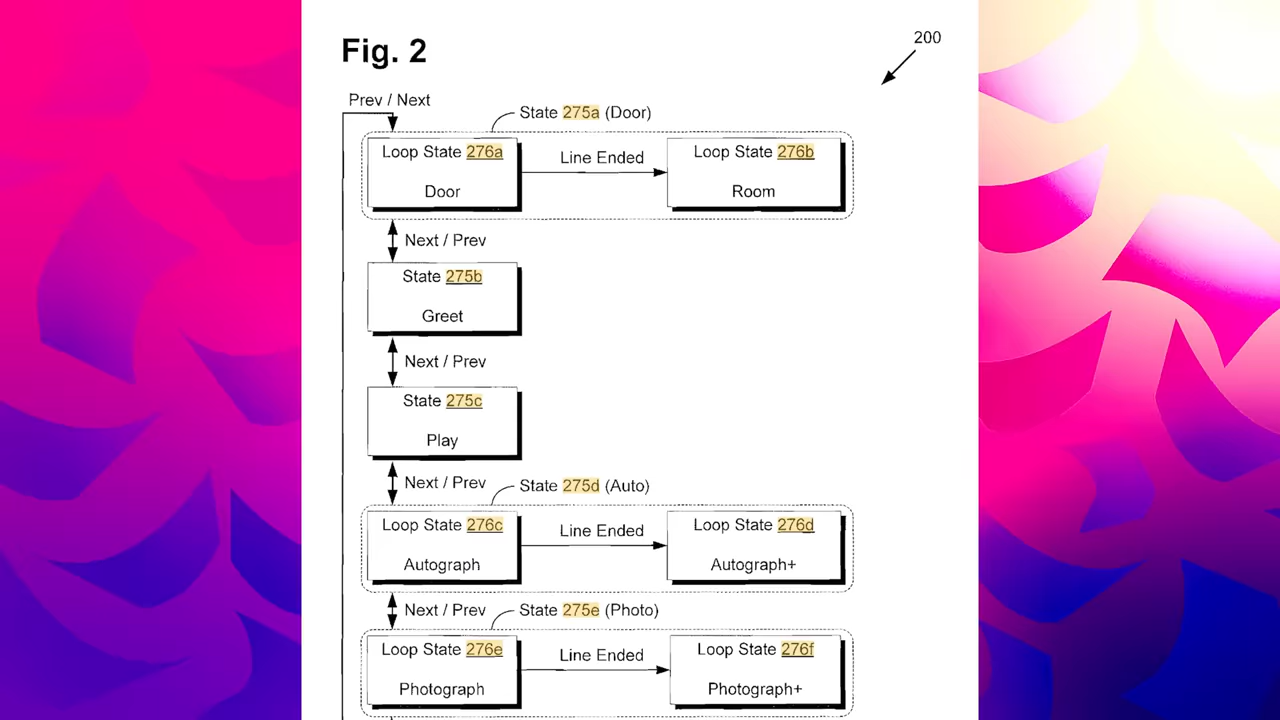 Fig. 2
200
Prev / Next
State 275a (Door)
Loop State 276a
Door
Line Ended
Loop State 276b
Room
Next / Prev
State 275b
Greet
Next / Prev
State 275c
Play
Next / Prev
State 275d (Auto)
Loop State 276c
Autograph
Line Ended
Loop State 276d
Autograph+
Next / Prev
State 275e (Photo)
Loop State 276e
Photograph
Line Ended
Loop State 276f
Photograph+